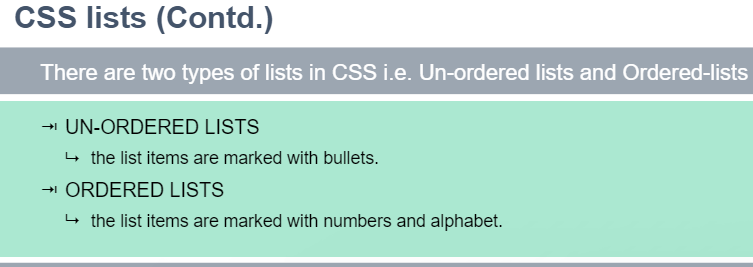 CSS lists (Contd.)
There are two types of lists in CSS i.e. Un-ordered lists and Ordered-lists
⇥ UN-ORDERED LISTS
↳ the list items are marked with bullets.
⇥ ORDERED LISTS
↳ the list items are marked with numbers and alphabet.